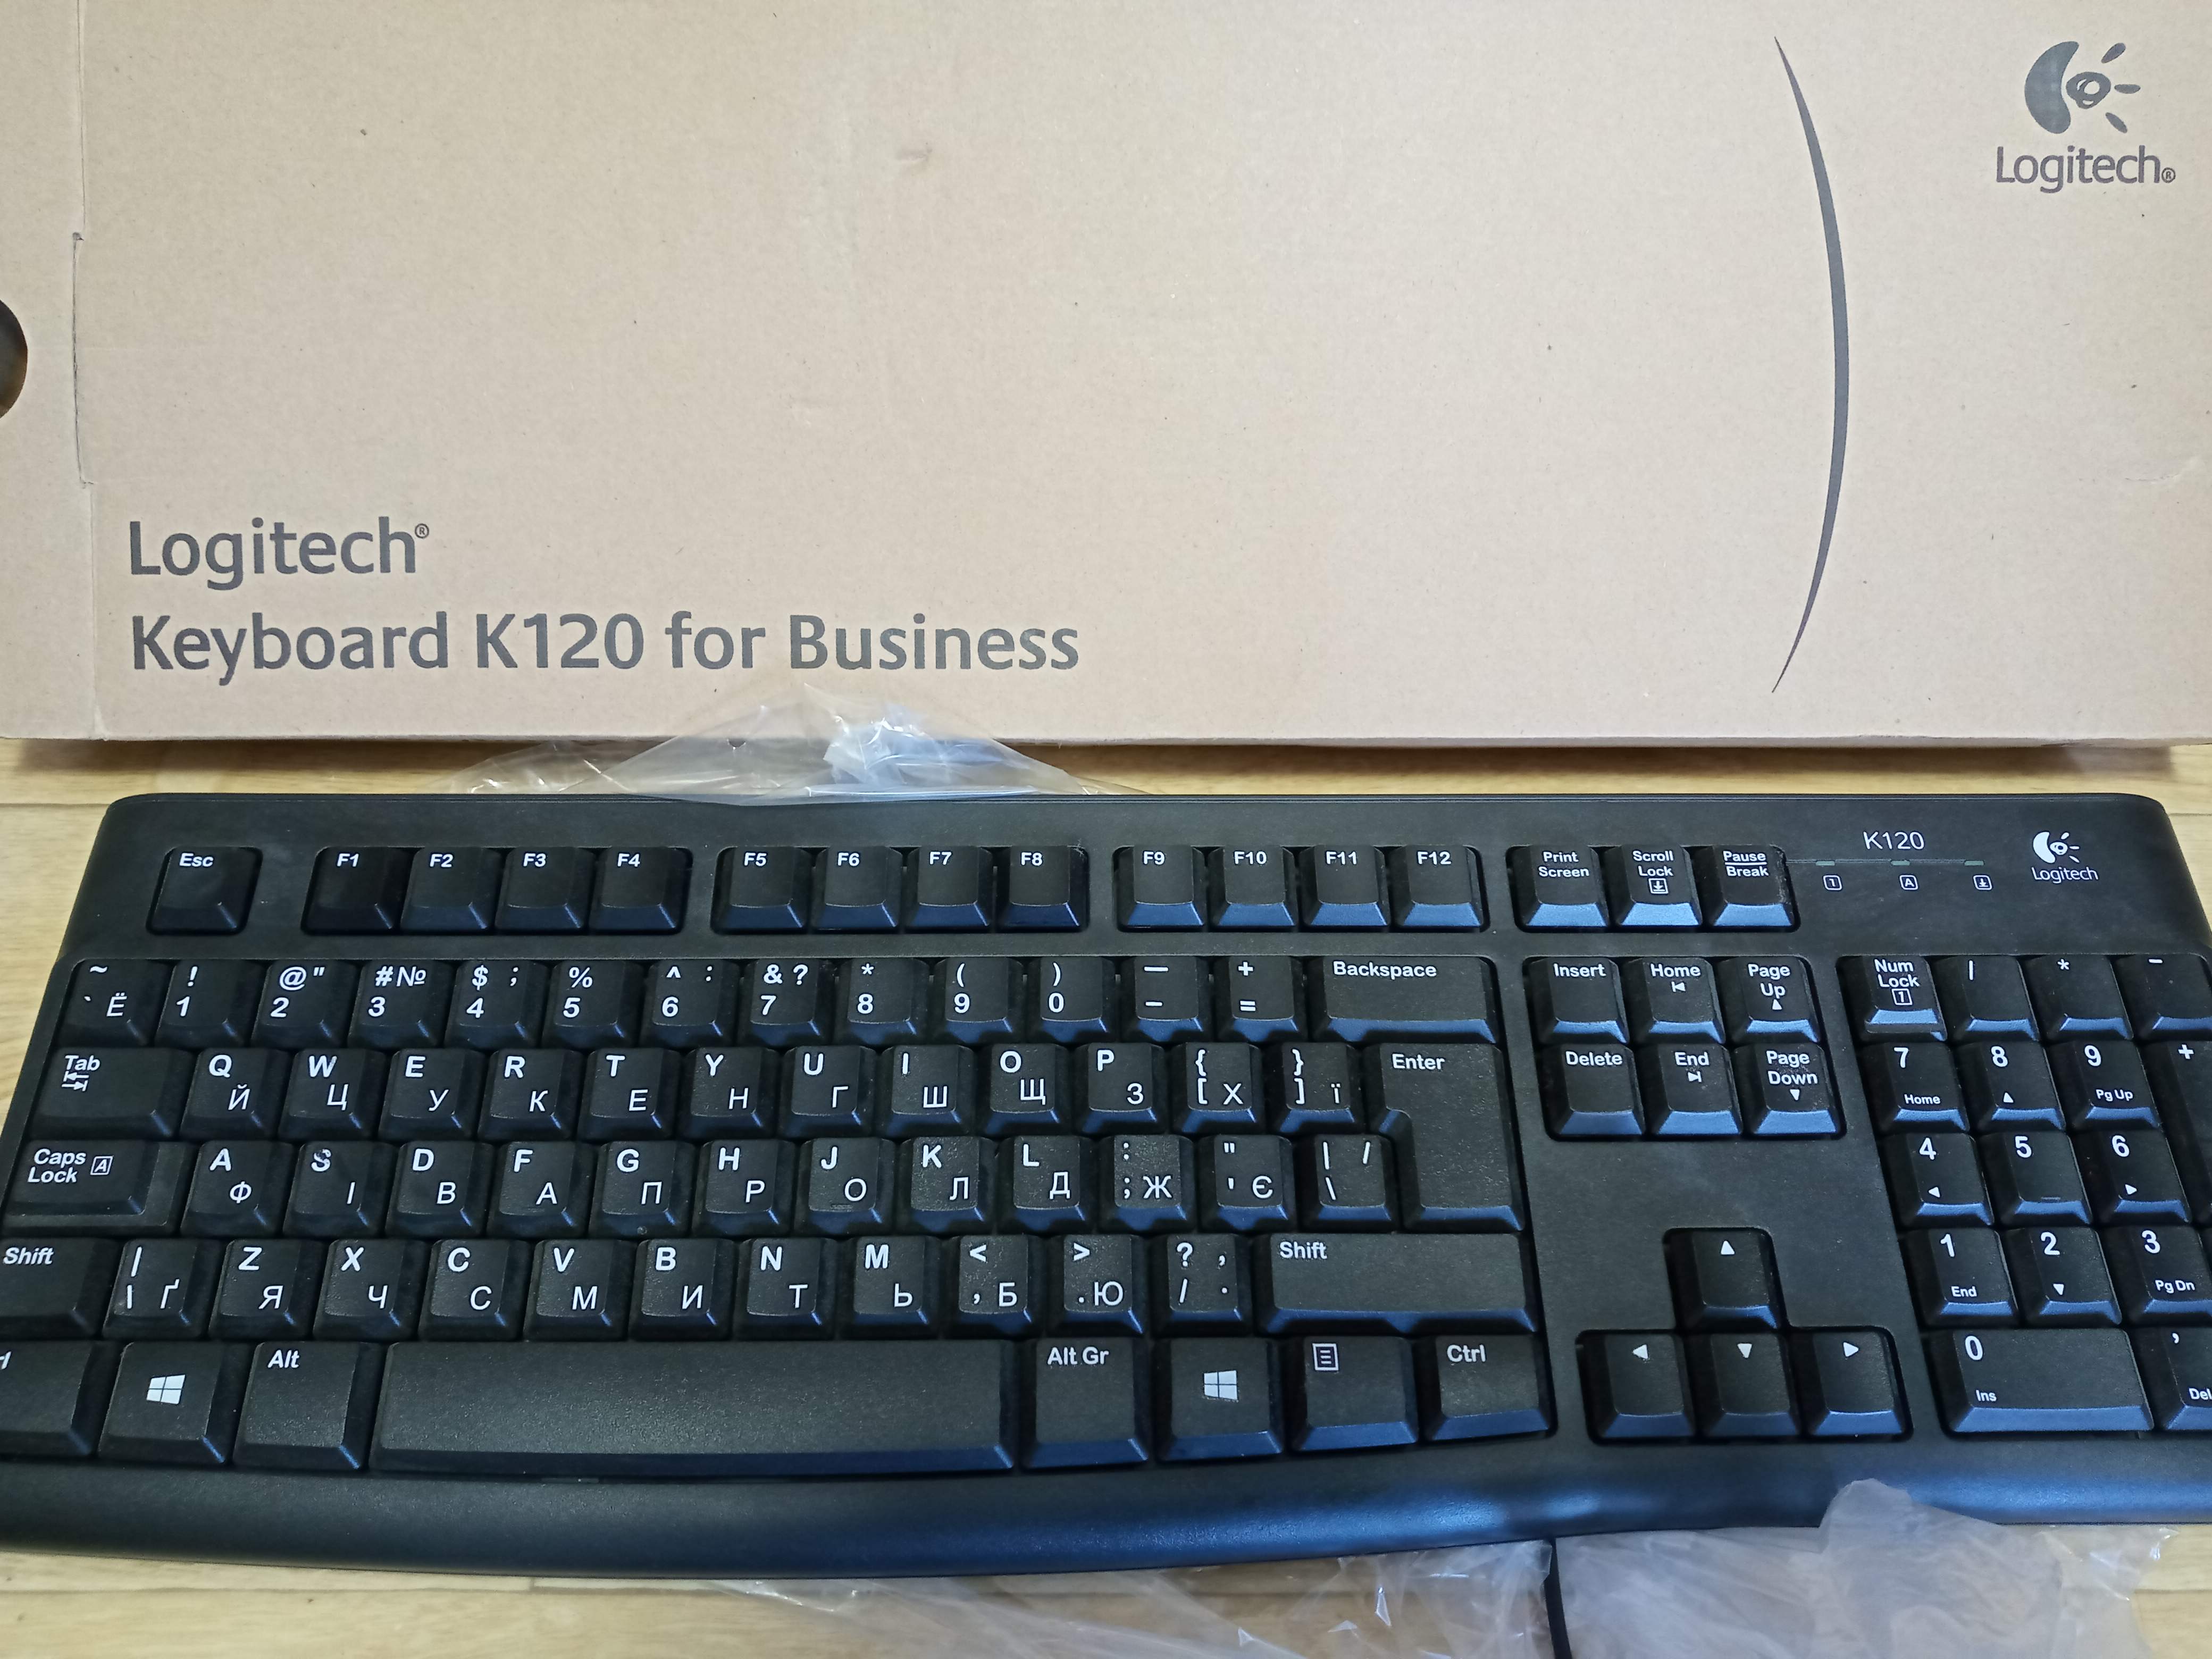 Logitech®
Logitech®
Keyboard K120 for Business
K120
Logitech
Esc F1 F2 F3 F4 F5 F6 F7 F8 F9 F10 F11 F12 Print Screen Scroll Lock Pause Break
1 A
~ ` Ё ! 1 @ " 2 # № 3 $ ; 4 % 5 ^ : 6 & ? 7 * 8 ( 9 ) 0 — – + = Backspace Insert Home Page Up Num Lock 1 / * -
Tab Q Й W Ц E У R К T Е Y Н U Г I Ш O Щ P З { [ Х } ] ї Enter Delete End Page Down 7 Home 8 9 Pg Up +
Caps Lock A A Ф S І D В F А G П H Р J О K Л L Д : ; Ж " ' Є | / \ 4 5 6
Shift | \ Ґ Z Я X Ч C С V М B И N Т M Ь < , Б > . Ю ? , / . Shift 1 End 2 3 Pg Dn
Alt Alt Gr Ctrl 0 Ins , Del